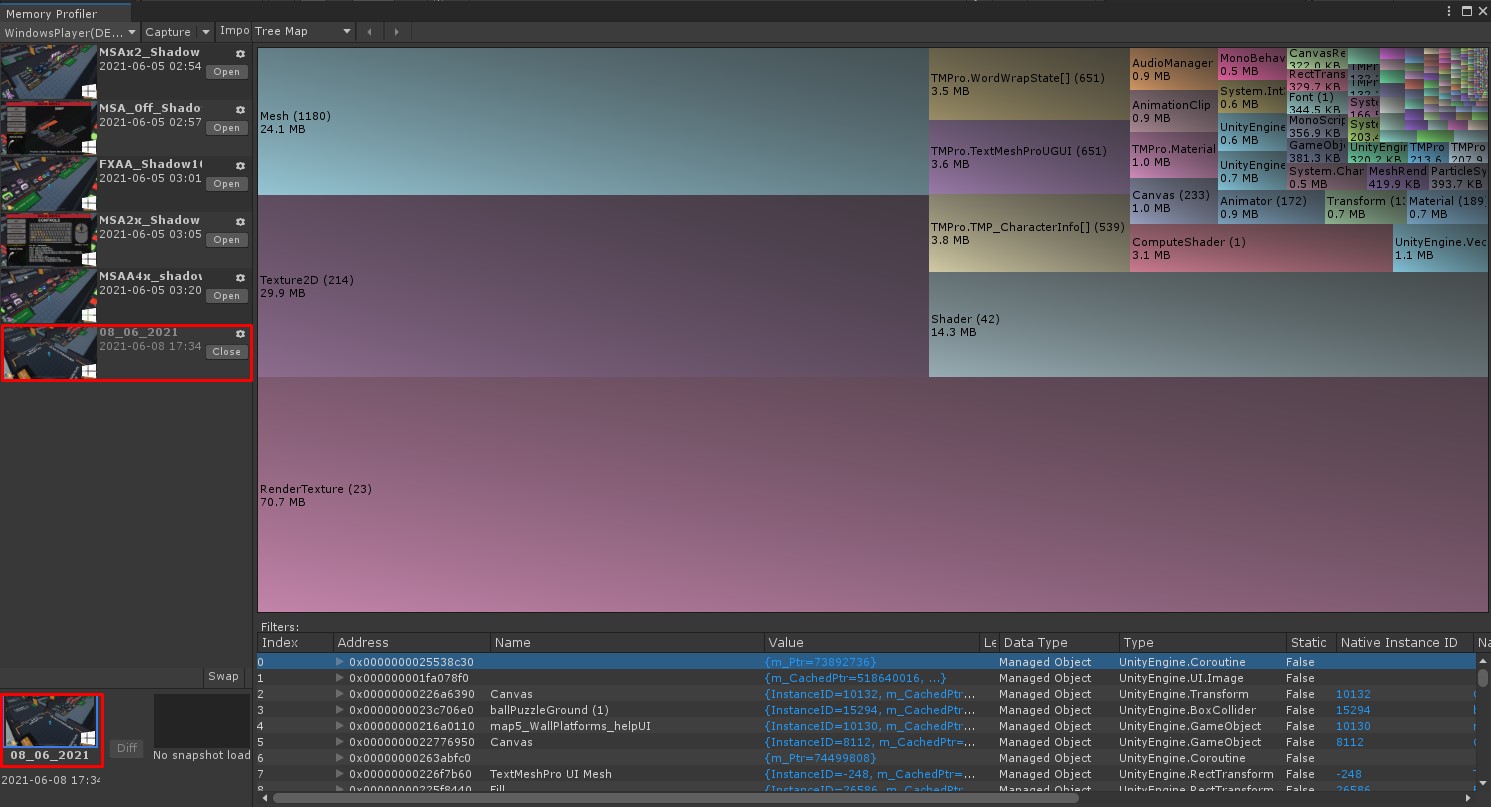 Memory Profiler
WindowsPlayer(DE... Capture Impo Tree Map
MSAx2_Shadow
2021-06-05 02:54 Open
MSA_Off_Shado
2021-06-05 02:57 Open
FXAA_Shadow10
2021-06-05 03:01 Open
MSA2x_Shadow
2021-06-05 03:05 Open
MSAA4x_shadow
2021-06-05 03:20 Open
08_06_2021
2021-06-08 17:34 Close
Swap
08_06_2021
Diff
No snapshot load
2021-06-08 17:34
Mesh (1180)
24.1 MB
Texture2D (214)
29.9 MB
RenderTexture (23)
70.7 MB
TMPro.WordWrapState[] (651)
3.5 MB
TMPro.TextMeshProUGUI (651)
3.6 MB
TMPro.TMP_CharacterInfo[] (539)
3.8 MB
Shader (42)
14.3 MB
AudioManager
0.9 MB
AnimationClip
0.9 MB
TMPro.Material
1.0 MB
Canvas (233)
1.0 MB
ComputeShader (1)
3.1 MB
UnityEngine.Vec
1.1 MB
MonoBehav
0.5 MB
System.Int
0.6 MB
UnityEngine
0.6 MB
UnityEngine
0.7 MB
Animator (172)
0.9 MB
Transform (13
0.7 MB
Material (189)
0.7 MB
CanvasRe
322.0 KB
RectTrans
329.7 KB
Font (1)
344.5 KB
MonoScrip
356.9 KB
GameObje
381.3 KB
System.Char
0.5 MB
MeshRend
419.9 KB
ParticleSy
393.7 KB
UnityEngin
320.2 KB
TMPro
213.6
TMPro
207.9
Syste
166.5
Syste
203.4
Filters:
Index Address Name Value Le Data Type Type Static Native Instance ID Na
0 0x0000000025538c30 {m_Ptr=73892736} Managed Object UnityEngine.Coroutine False
1 0x000000001fa078f0 {m_CachedPtr=518640016, ...} Managed Object UnityEngine.UI.Image False
2 0x00000000226a6390 Canvas {InstanceID=10132, m_CachedPtr... Managed Object UnityEngine.Transform False 10132
3 0x0000000023c706e0 ballPuzzleGround (1) {InstanceID=15294, m_CachedPtr... Managed Object UnityEngine.BoxCollider False 15294
4 0x00000000216a0110 map5_WallPlatforms_helpUI {InstanceID=10130, m_CachedPtr... Managed Object UnityEngine.GameObject False 10130
5 0x0000000022776950 Canvas {InstanceID=8112, m_CachedPtr=... Managed Object UnityEngine.GameObject False 8112
6 0x00000000263abfc0 {m_Ptr=74499808} Managed Object UnityEngine.Coroutine False
7 0x00000000226f7b60 TextMeshPro UI Mesh {InstanceID=-248, m_CachedPtr=... Managed Object UnityEngine.RectTransform False -248
8 0x00000000225f8440 Fill {InstanceID=26586, m_CachedPtr... Managed Object UnityEngine.RectTransform False 26586